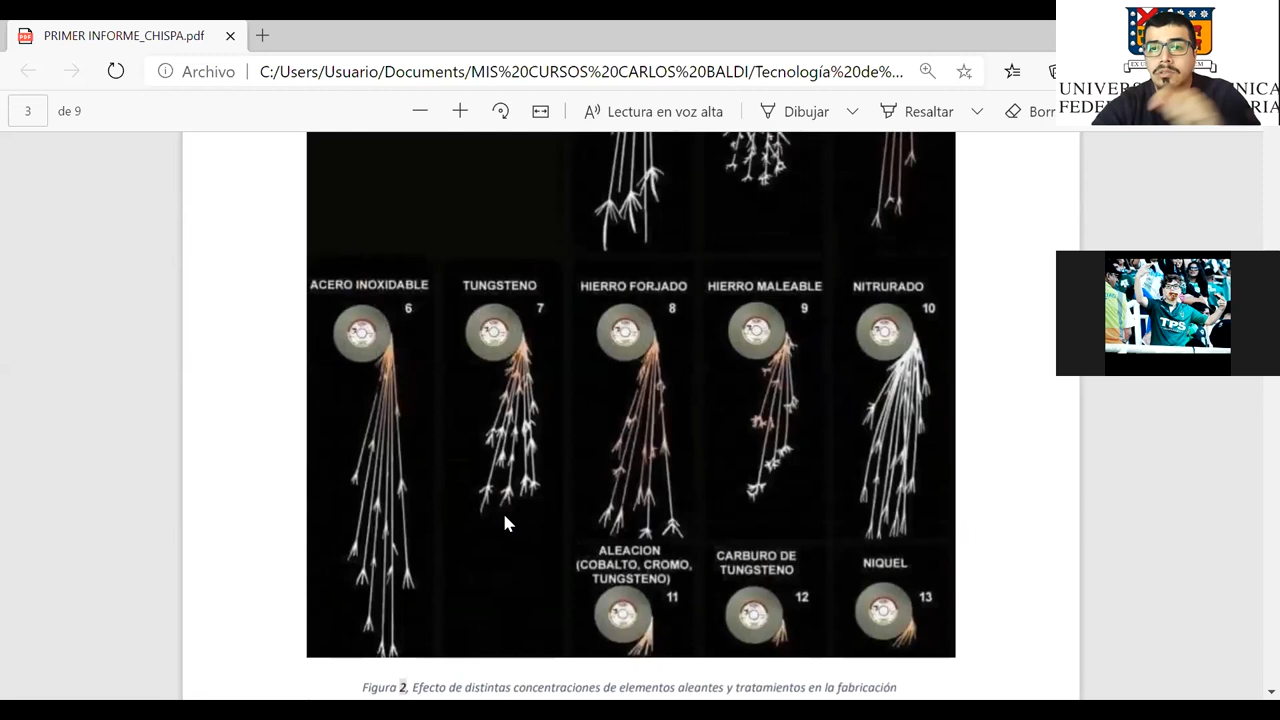 PRIMER INFORME_CHISPA.pdf
Archivo
C:/Users/Usuario/Documents/MIS%20CURSOS%20CARLOS%20BALDI/Tecnología%20de%...
3 de 9
Lectura en voz alta
Dibujar
Resaltar
Borr
ACERO INOXIDABLE
6
TUNGSTENO
7
HIERRO FORJADO
8
HIERRO MALEABLE
9
NITRURADO
10
ALEACION
(COBALTO, CROMO,
TUNGSTENO)
11
CARBURO DE
TUNGSTENO
12
NIQUEL
13
Figura 2, Efecto de distintas concentraciones de elementos aleantes y tratamientos en la fabricación
TPS